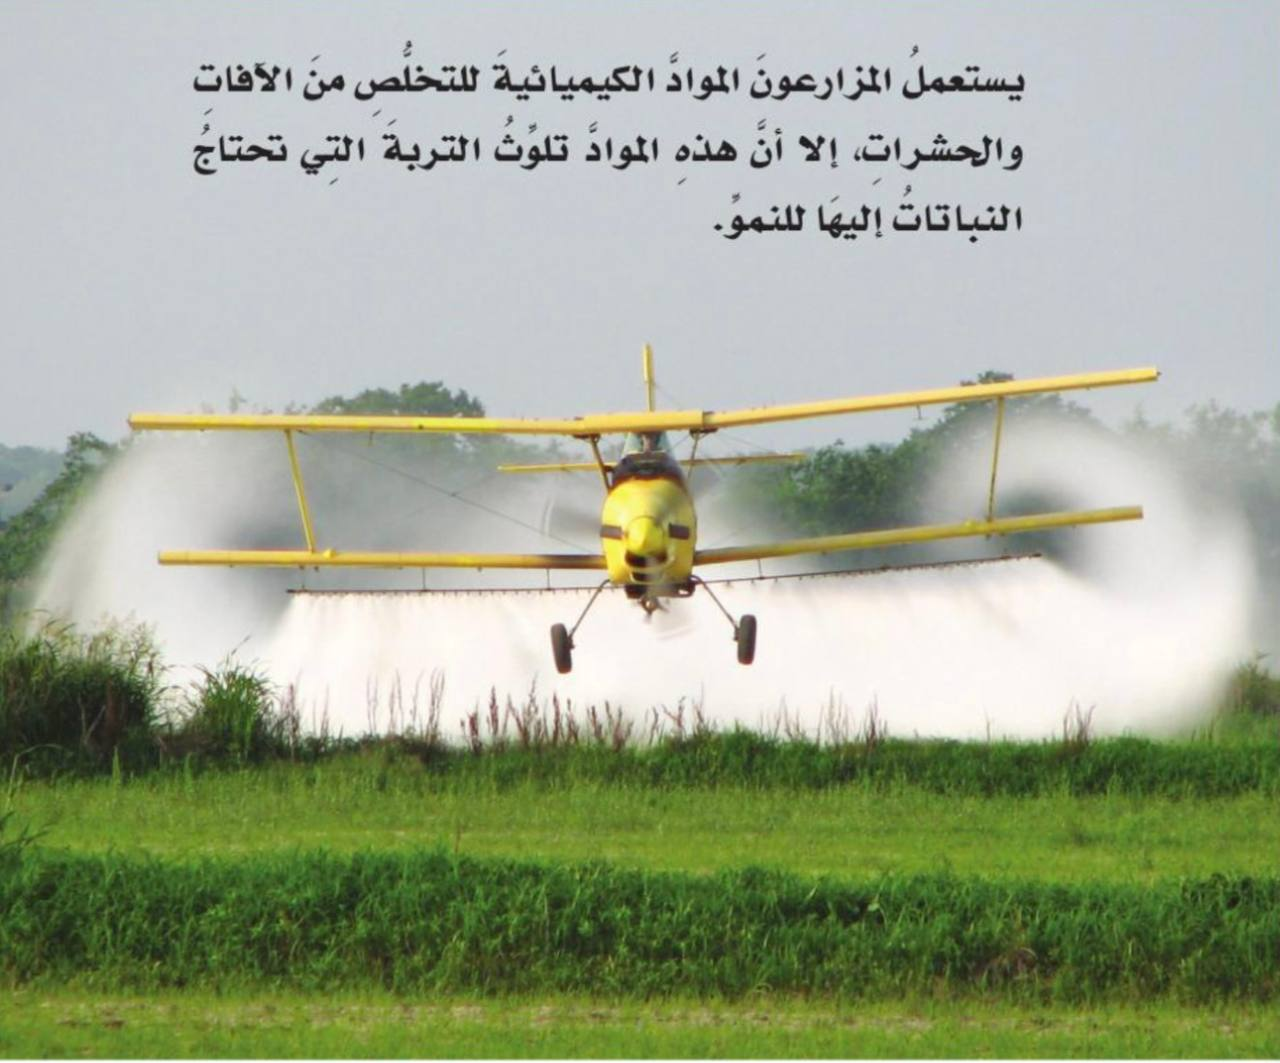 يستعملُ المزارعونَ الموادَّ الكيميائيةَ للتخلُّصِ منَ الآفاتِ
والحشراتِ، إلا أنَّ هذهِ الموادَّ تلوِّثُ التربةَ التِي تحتاجُ
النباتاتُ إليهَا للنموِّ.